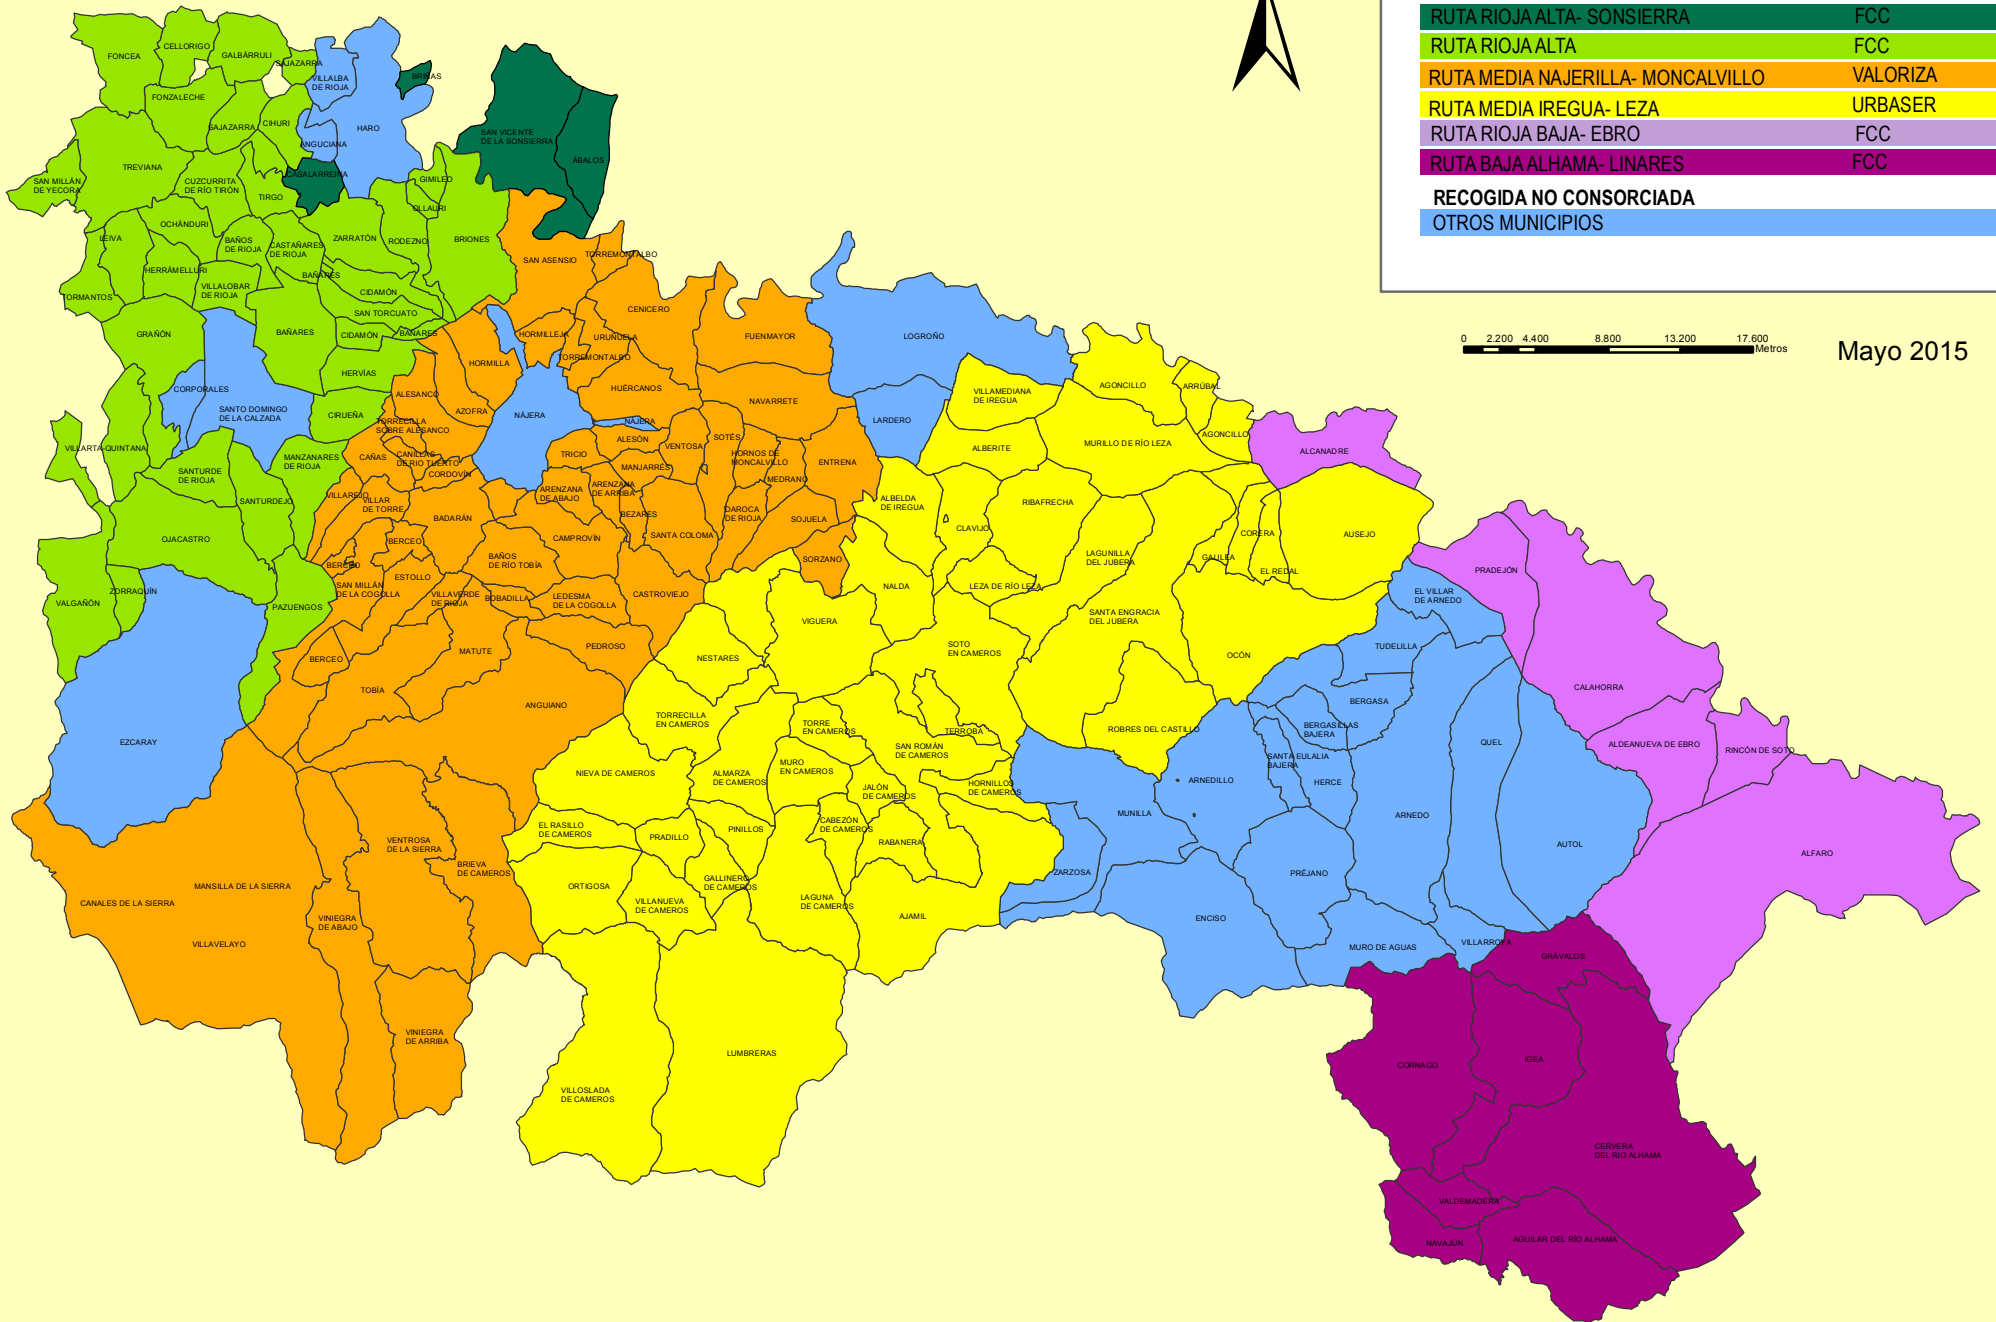 RUTA RIOJA ALTA- SONSIERRA FCC
RUTA RIOJA ALTA FCC
RUTA MEDIA NAJERILLA- MONCALVILLO VALORIZA
RUTA MEDIA IREGUA- LEZA URBASER
RUTA RIOJA BAJA- EBRO FCC
RUTA BAJA ALHAMA- LINARES FCC
RECOGIDA NO CONSORCIADA
OTROS MUNICIPIOS
0 2.200 4.400 8.800 13.200 17.600
Metros
Mayo 2015
FONCEA
CELLORIGO
GALBÁRRULI
SAJAZARRA
VILLALBA
DE RIOJA
BRIÑAS
FONZALECHE
SAJAZARRA
CIHURI
HARO
ANGUCIANA
SAN VICENTE
DE LA SONSIERRA
ÁBALOS
TREVIANA
CASALARREINA
SAN MILLÁN
DE YECORA
CUZCURRITA
DE RÍO TIRÓN
TIRGO
GIMILEO
OLLAURI
OCHÁNDURI
LEIVA
BAÑOS
DE RIOJA
CASTAÑARES
DE RIOJA
ZARRATÓN
RODEZNO
BRIONES
HERRAMELLURI
BAÑARES
SAN ASENSIO
TORREMONTALBO
TORMANTOS
VILLALOBAR
DE RIOJA
CIDAMÓN
SAN TORCUATO
GRAÑÓN
BAÑARES
CIDAMÓN
BAÑARES
HORMILLEJA
URUÑUELA
CENICERO
FUENMAYOR
LOGROÑO
TORREMONTALBO
HORMILLA
HERVÍAS
CORPORALES
SANTO DOMINGO
DE LA CALZADA
CIRUEÑA
ALESANCO
AZOFRA
NÁJERA
HUÉRCANOS
NAVARRETE
LARDERO
VILLAMEDIANA
DE IREGUA
AGONCILLO
ARRÚBAL
AGONCILLO
TORRECILLA
SOBRE ALESANCO
NÁJERA
ALESÓN
VENTOSA
SOTÉS
VILLARTA-QUINTANA
SANTURDE
DE RIOJA
MANZANARES
DE RIOJA
CAÑAS
CANILLAS
DE RIO TUERTO
CORDOVÍN
TRICIO
MANJARRÉS
HORNOS DE
MONCALVILLO
ENTRENA
ALBERITE
MURILLO DE RÍO LEZA
ALCANADRE
SANTURDEJO
VILLAREJO
VILLAR
DE TORRE
ARENZANA
DE ABAJO
ARENZANA
DE ARRIBA
MEDRANO
ALBELDA
DE IREGUA
RIBAFRECHA
BADARÁN
BEZARES
DAROCA
DE RIOJA
SOJUELA
CLAVIJO
CORERA
AUSEJO
OJACASTRO
BERCEO
CAMPROVÍN
SANTA COLOMA
BERCEO
BAÑOS
DE RÍO TOBÍA
SORZANO
LAGUNILLA
DEL JUBERA
GALILEA
EL REDAL
PRADEJÓN
ZORRAQUÍN
VALGAÑÓN
PAZUENGOS
SAN MILLÁN
DE LA COGOLLA
ESTOLLO
VILLAVERDE
DE RIOJA
BOBADILLA
LEDESMA
DE LA COGOLLA
CASTROVIEJO
NALDA
LEZA DE RÍO LEZA
EL VILLAR
DE ARNEDO
VIGUERA
SANTA ENGRACIA
DEL JUBERA
BERCEO
MATUTE
PEDROSO
NESTARES
SOTO
EN CAMEROS
OCÓN
TUDELILLA
CALAHORRA
TOBÍA
ANGUIANO
TORRECILLA
EN CAMEROS
TORRE
EN CAMEROS
TERROBA
ROBRES DEL CASTILLO
BERGASA
BERGASILLAS
BAJERA
EZCARAY
SAN ROMÁN
DE CAMEROS
QUEL
ALDEANUEVA DE EBRO
RINCÓN DE SOTO
NIEVA DE CAMEROS
ALMARZA
DE CAMEROS
MURO
EN CAMEROS
JALÓN
DE CAMEROS
HORNILLOS
DE CAMEROS
ARNEDILLO
SANTA EULALIA
BAJERA
HERCE
MUNILLA
ARNEDO
EL RASILLO
DE CAMEROS
PRADILLO
PINILLOS
CABEZÓN
DE CAMEROS
RABANERA
AUTOL
ALFARO
VENTROSA
DE LA SIERRA
BRIEVA
DE CAMEROS
MANSILLA DE LA SIERRA
ORTIGOSA
GALLINERO
DE CAMEROS
ZARZOSA
PRÉJANO
CANALES DE LA SIERRA
VILLANUEVA
DE CAMEROS
LAGUNA
DE CAMEROS
AJAMIL
ENCISO
VINIEGRA
DE ABAJO
VILLAVELAYO
MURO DE AGUAS
VILLARROYA
GRÁVALOS
VINIEGRA
DE ARRIBA
LUMBRERAS
CORNAGO
IGEA
VILLOSLADA
DE CAMEROS
CERVERA
DEL RIO ALHAMA
VALDEMADERA
NAVAJÚN
AGUILAR DEL RÍO ALHAMA